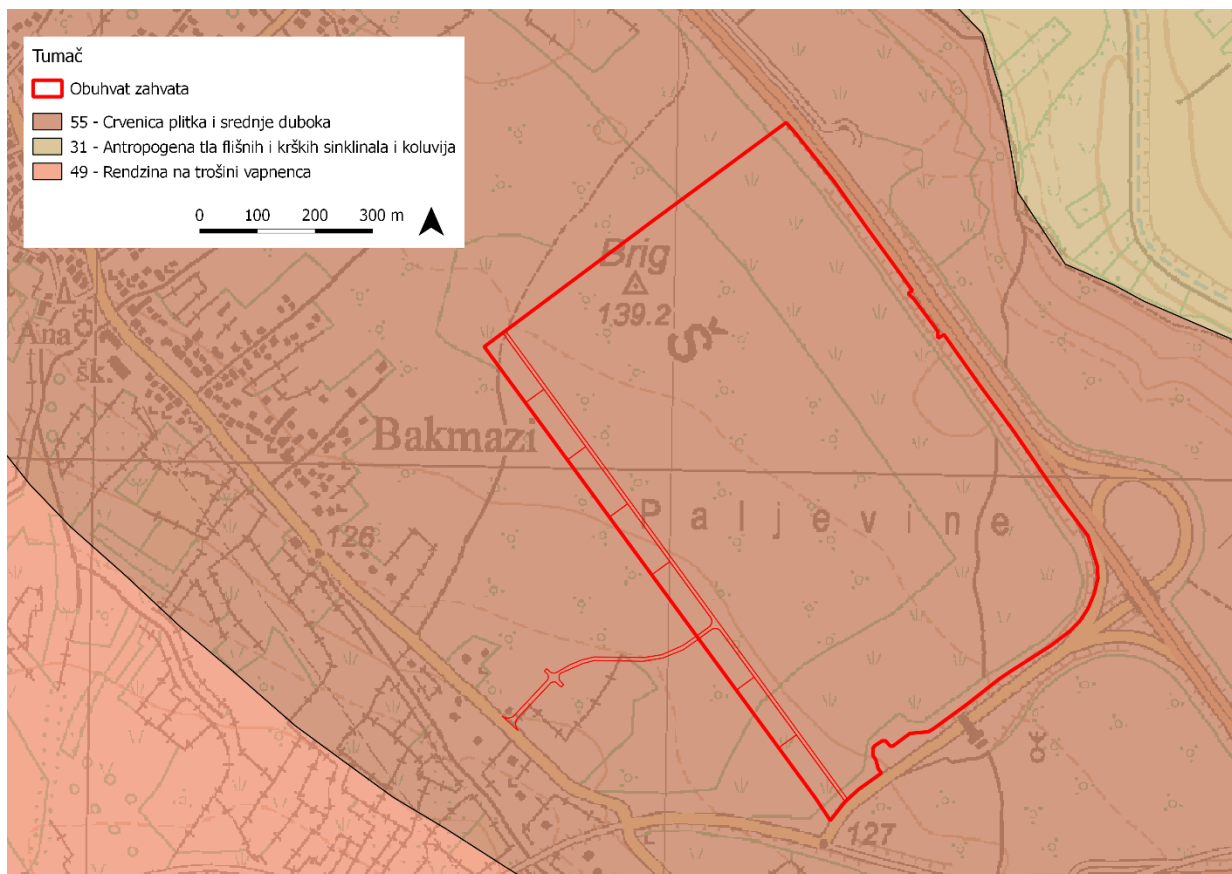 Tumač
Obuhvat zahvata
55 - Crvenica plitka i srednje duboka
31 - Antropogena tla flišnih i krških sinklinala i koluvija
49 - Rendzina na trošini vapnenca
0 100 200 300 m
Brig
139.2
Ana
šk.
Bakmazi
Paljevine
126
127